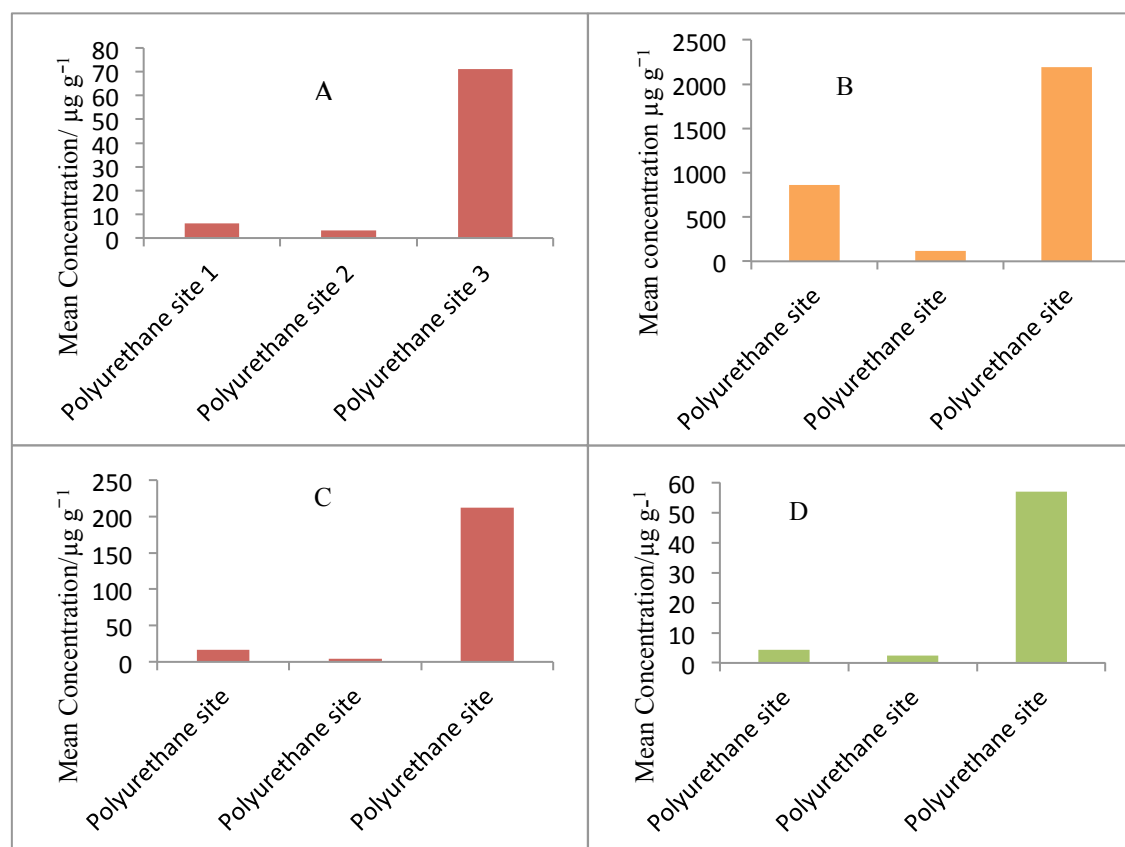 A
Mean Concentration/ µg g⁻¹
80
70
60
50
40
30
20
10
0
Polyurethane site 1
Polyurethane site 2
Polyurethane site 3
B
Mean concentration µg g⁻¹
2500
2000
1500
1000
500
0
Polyurethane site
Polyurethane site
Polyurethane site
C
Mean Concentration/µg g⁻¹
250
200
150
100
50
0
Polyurethane site
Polyurethane site
Polyurethane site
D
Mean Concentration/µg g-¹
60
50
40
30
20
10
0
Polyurethane site
Polyurethane site
Polyurethane site